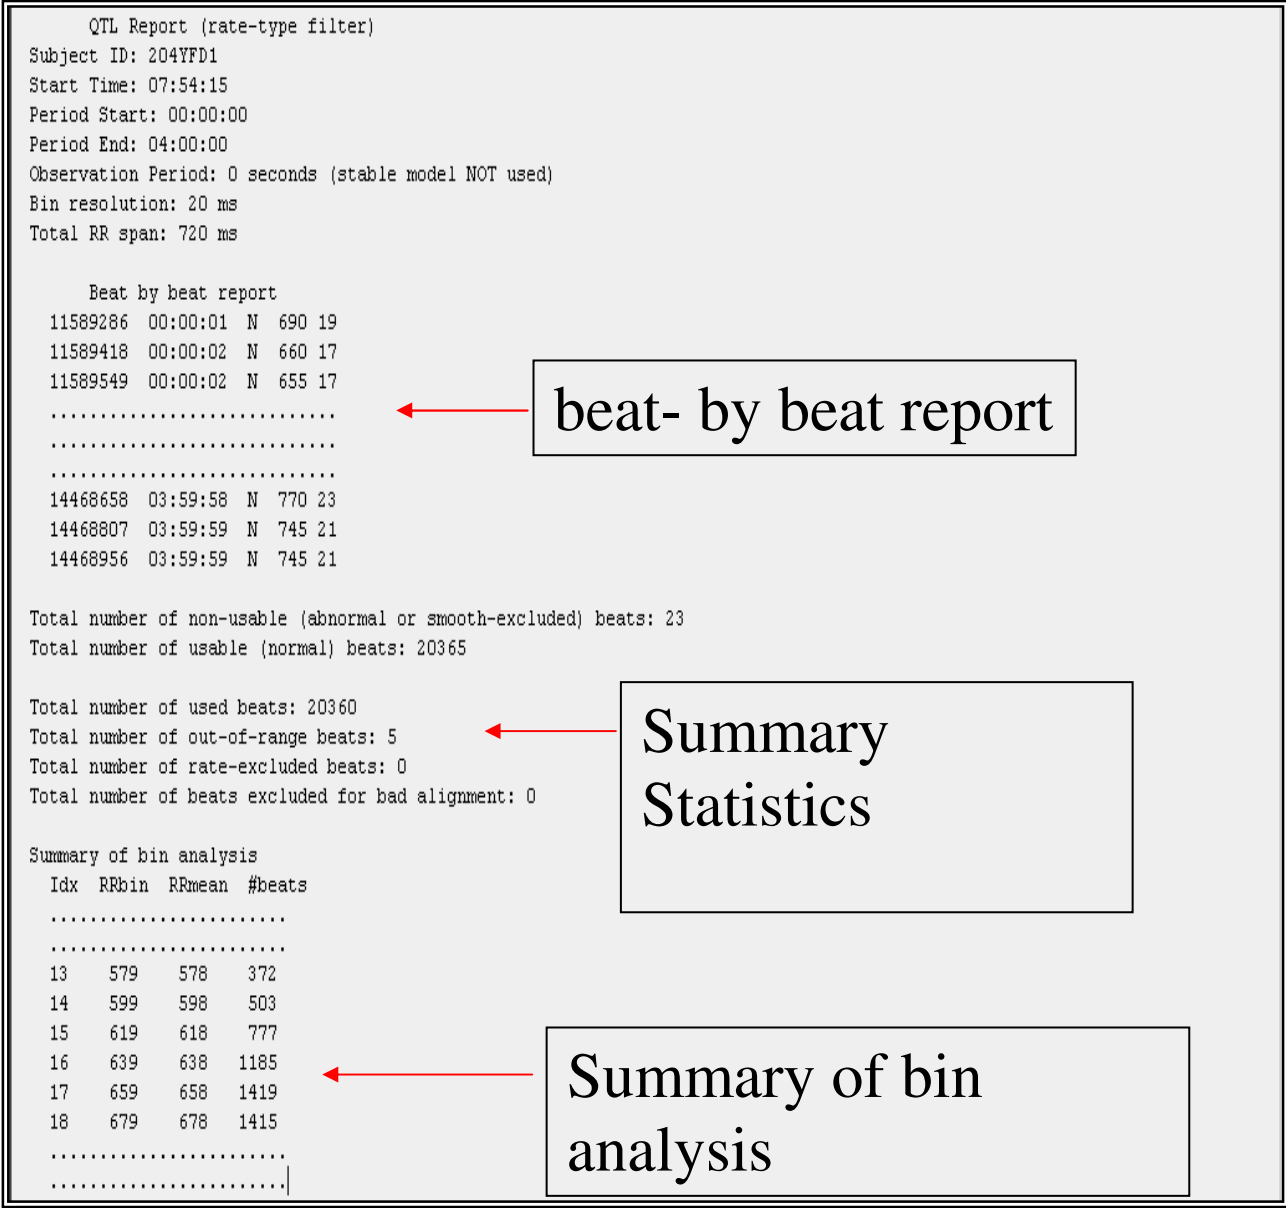 QTL Report (rate-type filter)
Subject ID: 204YFD1
Start Time: 07:54:15
Period Start: 00:00:00
Period End: 04:00:00
Observation Period: 0 seconds (stable model NOT used)
Bin resolution: 20 ms
Total RR span: 720 ms
Beat by beat report
11589286 00:00:01 N 690 19
11589418 00:00:02 N 660 17
11589549 00:00:02 N 655 17
.............................
.............................
.............................
14468658 03:59:58 N 770 23
14468807 03:59:59 N 745 21
14468956 03:59:59 N 745 21
beat- by beat report
Total number of non-usable (abnormal or smooth-excluded) beats: 23
Total number of usable (normal) beats: 20365
Total number of used beats: 20360
Total number of out-of-range beats: 5
Total number of rate-excluded beats: 0
Total number of beats excluded for bad alignment: 0
Summary
Statistics
Summary of bin analysis
Idx RRbin RRmean #beats
........................
........................
13 579 578 372
14 599 598 503
15 619 618 777
16 639 638 1185
17 659 658 1419
18 679 678 1415
........................
........................
Summary of bin
analysis